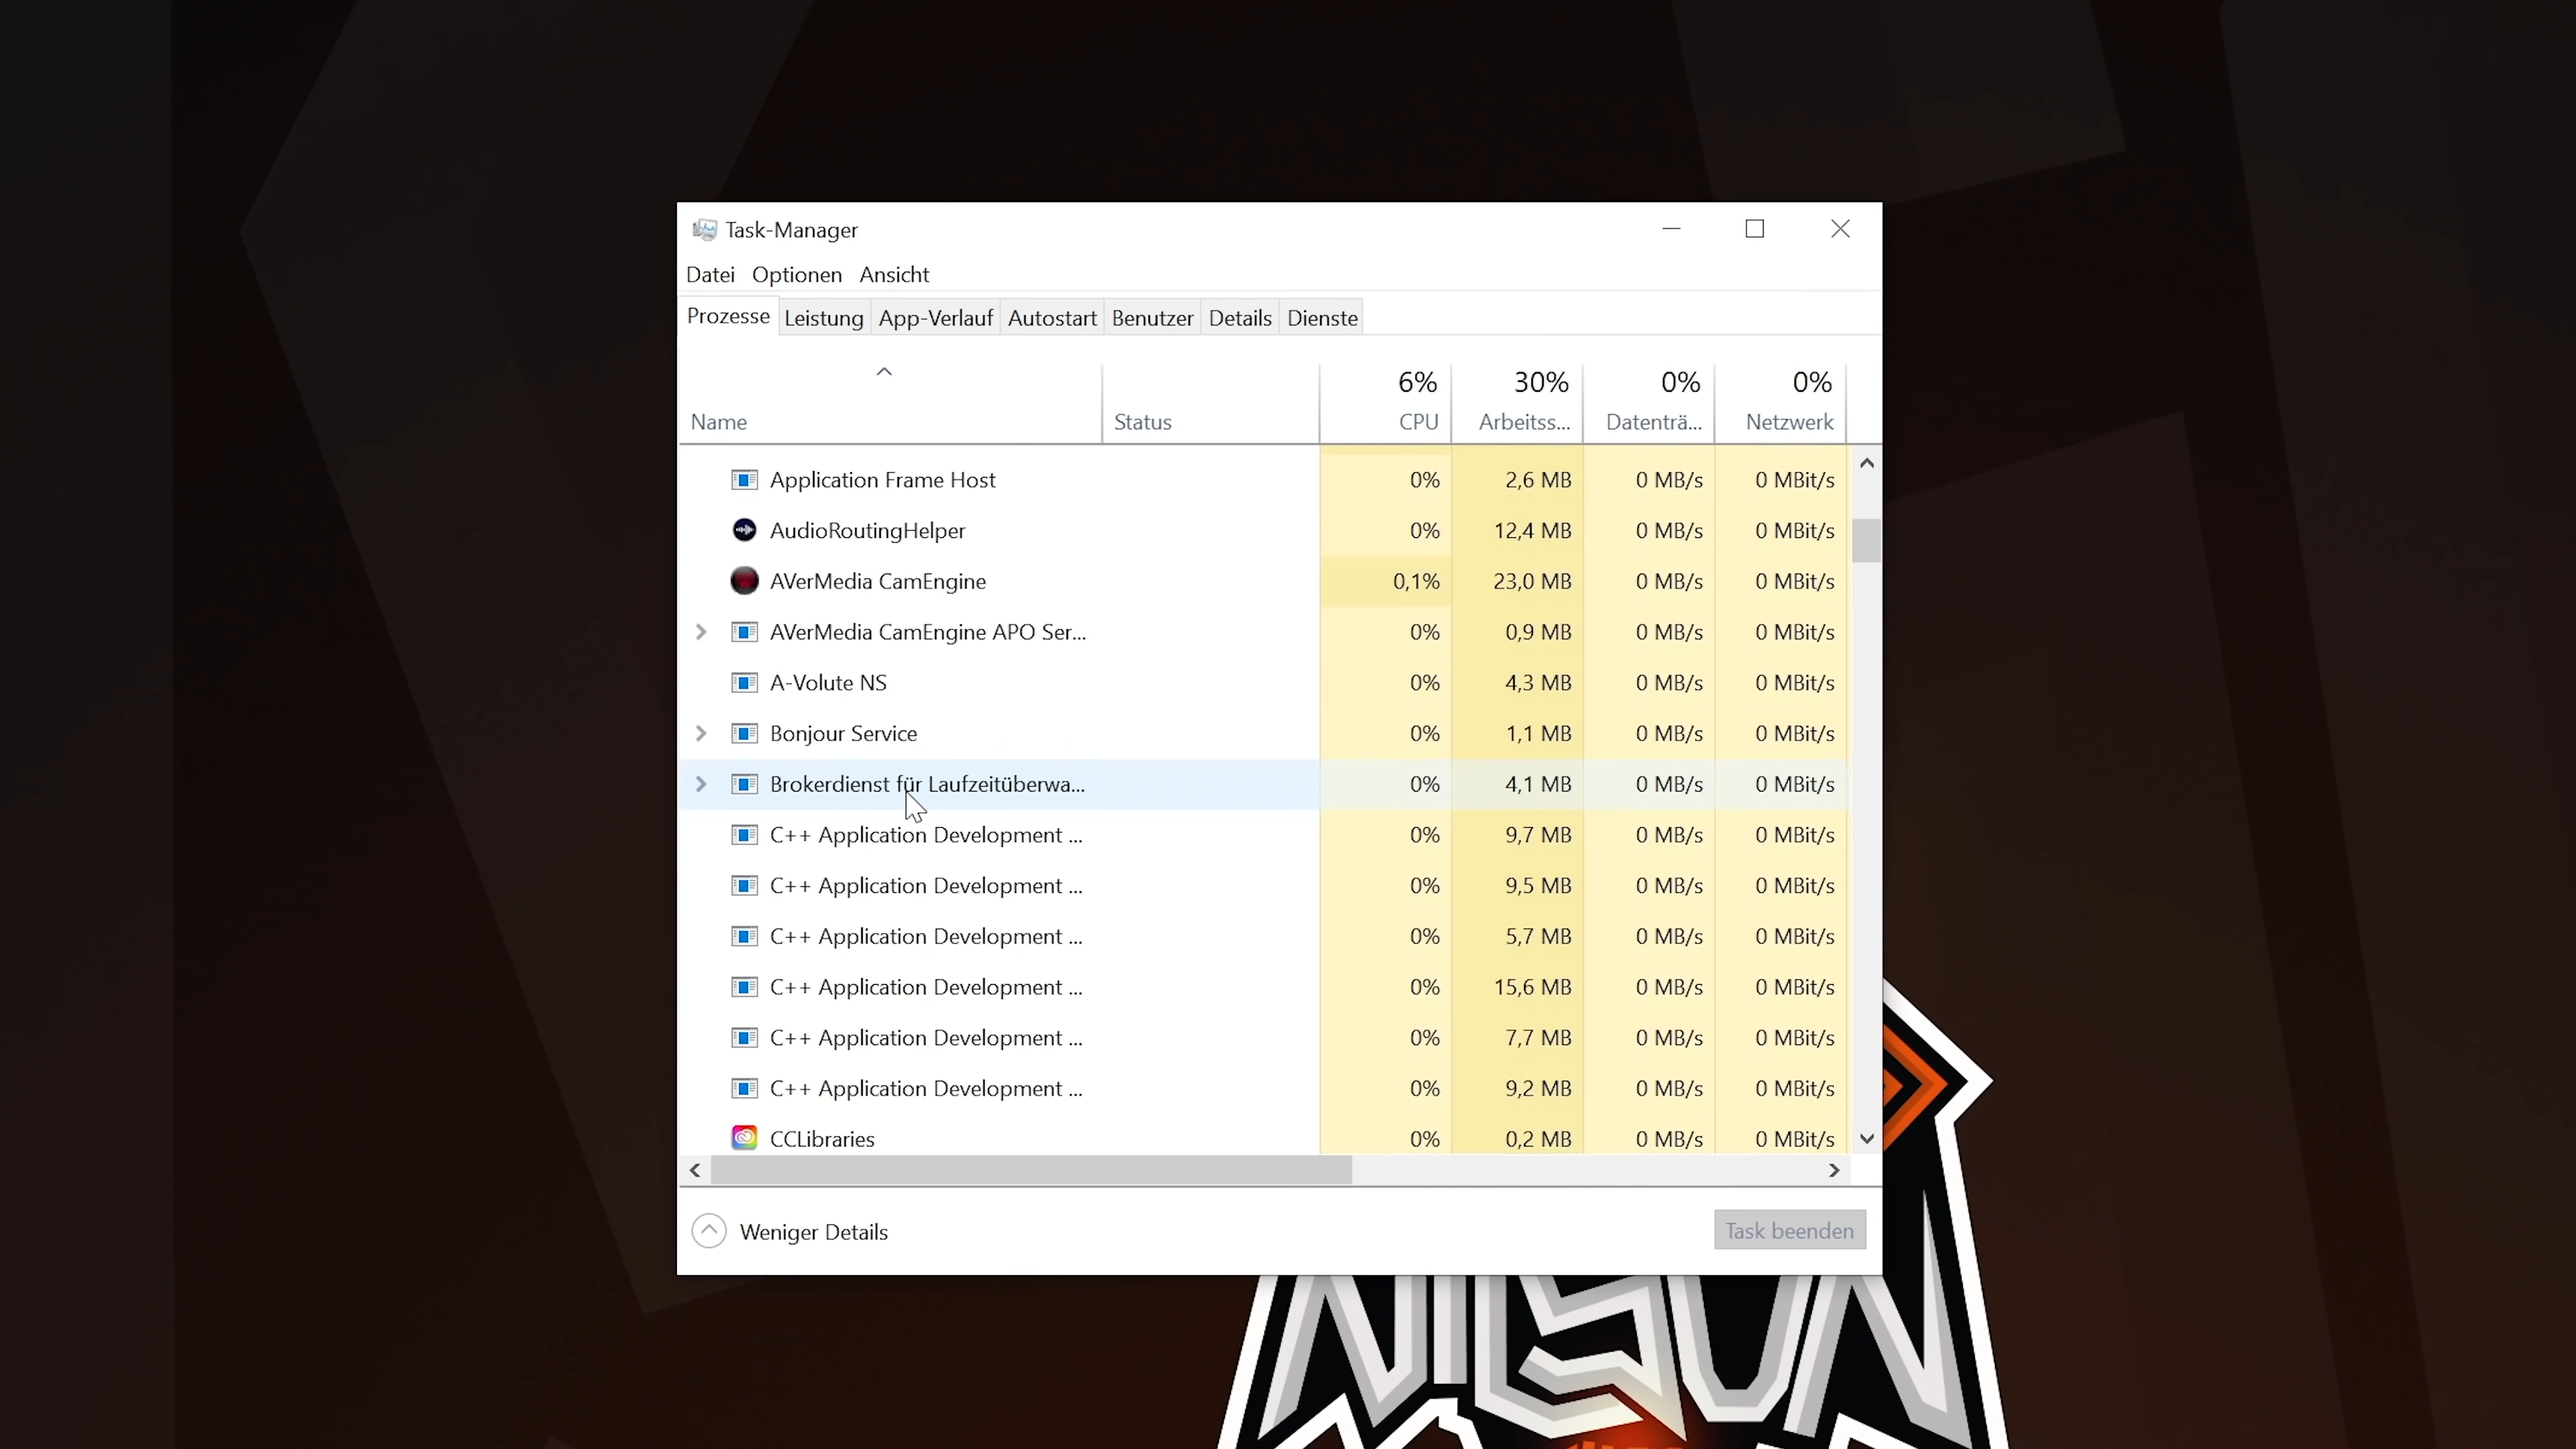 Task-Manager
Datei Optionen Ansicht
Prozesse Leistung App-Verlauf Autostart Benutzer Details Dienste
6% 30% 0% 0%
Name Status CPU Arbeitss... Datenträ... Netzwerk
Application Frame Host 0% 2,6 MB 0 MB/s 0 MBit/s
AudioRoutingHelper 0% 12,4 MB 0 MB/s 0 MBit/s
AVerMedia CamEngine 0,1% 23,0 MB 0 MB/s 0 MBit/s
AVerMedia CamEngine APO Ser... 0% 0,9 MB 0 MB/s 0 MBit/s
A-Volute NS 0% 4,3 MB 0 MB/s 0 MBit/s
Bonjour Service 0% 1,1 MB 0 MB/s 0 MBit/s
Brokerdienst für Laufzeitüberwa... 0% 4,1 MB 0 MB/s 0 MBit/s
C++ Application Development ... 0% 9,7 MB 0 MB/s 0 MBit/s
C++ Application Development ... 0% 9,5 MB 0 MB/s 0 MBit/s
C++ Application Development ... 0% 5,7 MB 0 MB/s 0 MBit/s
C++ Application Development ... 0% 15,6 MB 0 MB/s 0 MBit/s
C++ Application Development ... 0% 7,7 MB 0 MB/s 0 MBit/s
C++ Application Development ... 0% 9,2 MB 0 MB/s 0 MBit/s
CCLibraries 0% 0,2 MB 0 MB/s 0 MBit/s
Weniger Details Task beenden